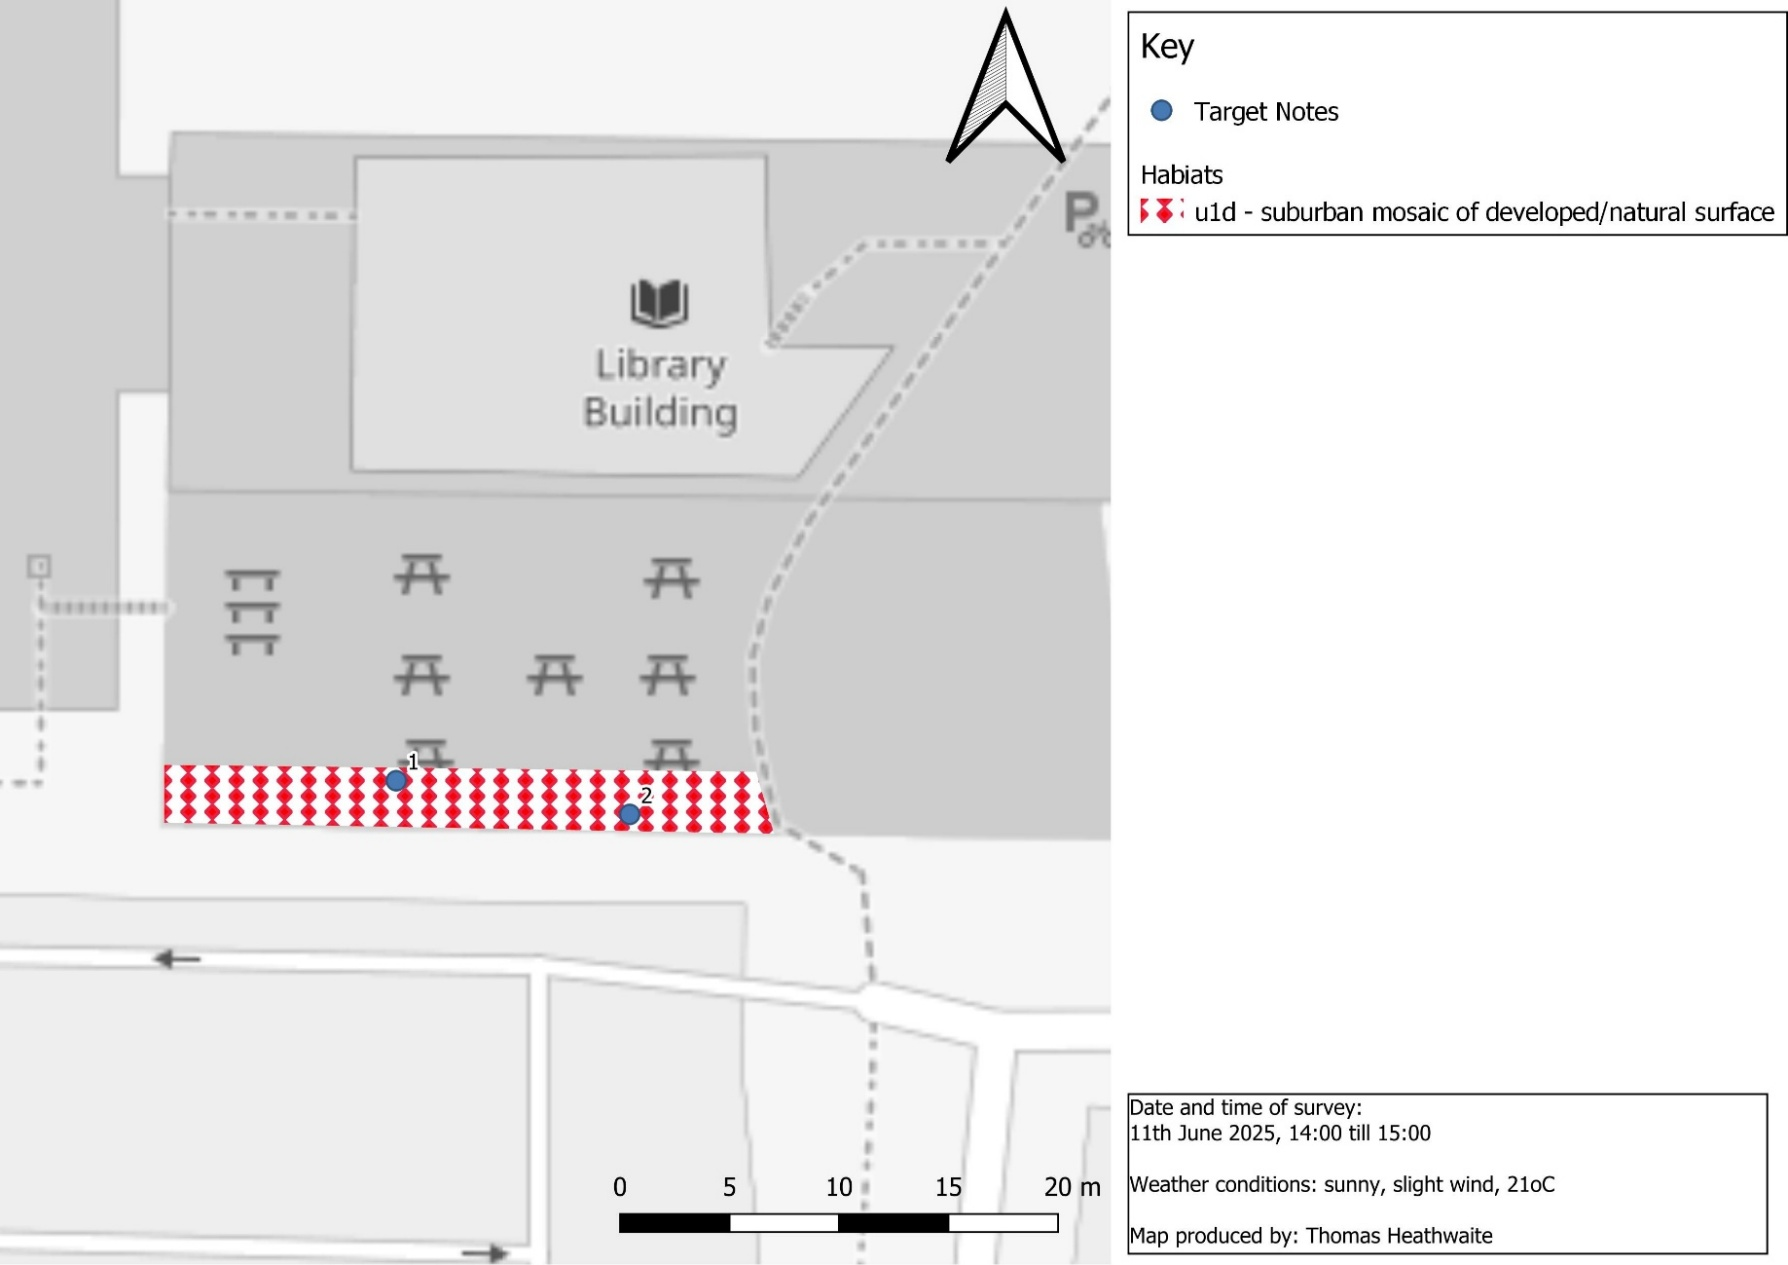 Key
Target Notes
Habiats
u1d - suburban mosaic of developed/natural surface
P
Library
Building
1
2
0 5 10 15 20 m
Date and time of survey:
11th June 2025, 14:00 till 15:00
Weather conditions: sunny, slight wind, 21oC
Map produced by: Thomas Heathwaite